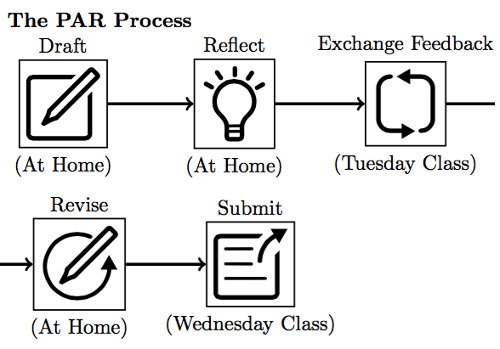 The PAR Process
Draft
Reflect
Exchange Feedback
(At Home)
(At Home)
(Tuesday Class)
Revise
Submit
(At Home)
(Wednesday Class)